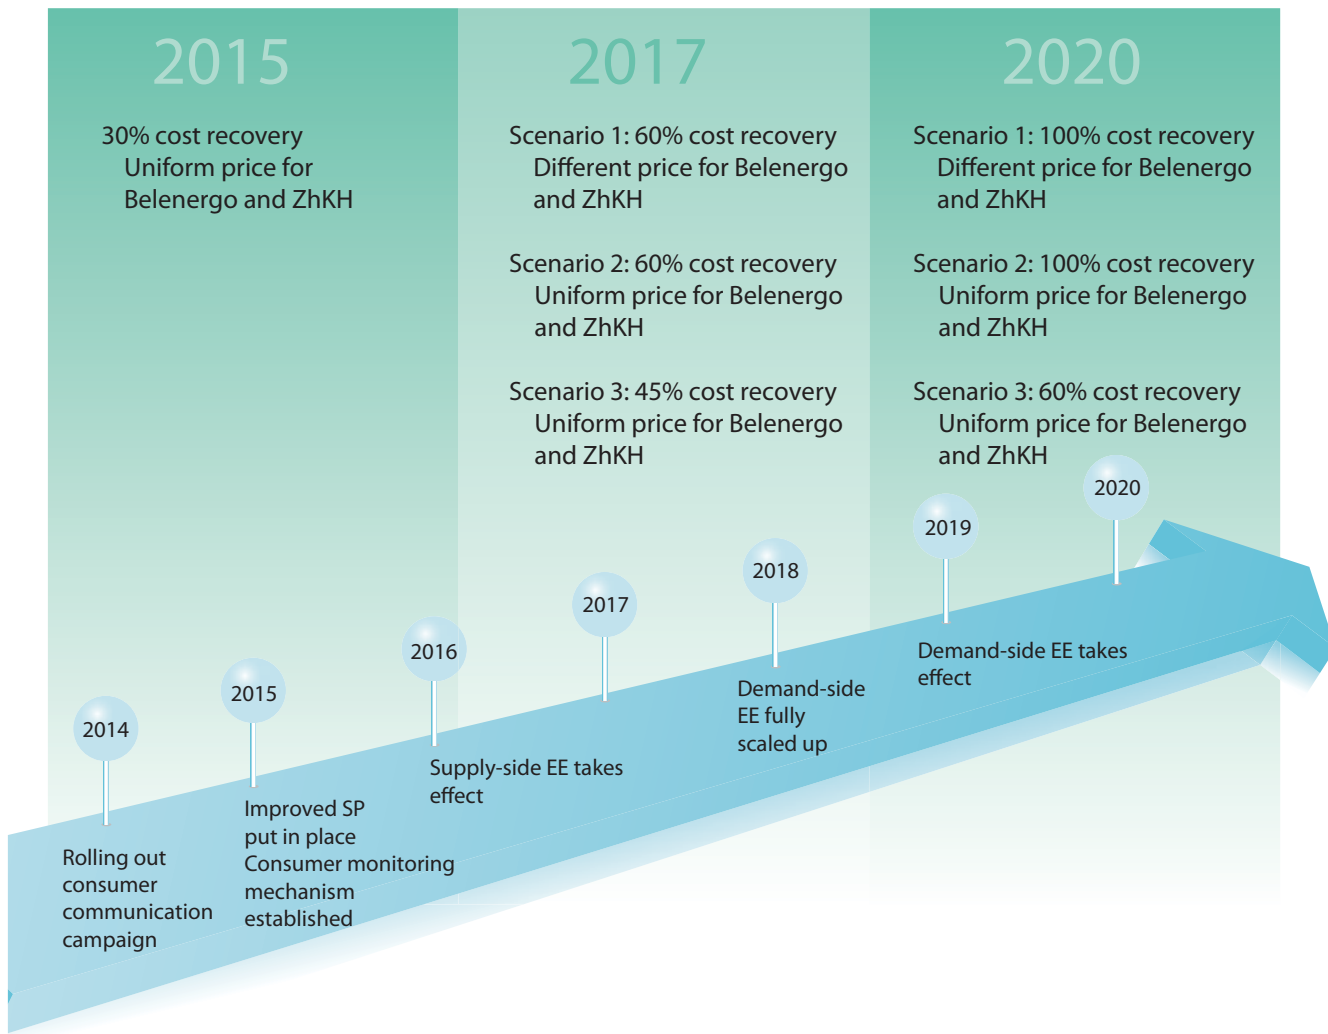 2015
30% cost recovery
Uniform price for
Belenergo and ZhKH
2017
Scenario 1: 60% cost recovery
Different price for Belenergo
and ZhKH
Scenario 2: 60% cost recovery
Uniform price for Belenergo
and ZhKH
Scenario 3: 45% cost recovery
Uniform price for Belenergo
and ZhKH
2020
Scenario 1: 100% cost recovery
Different price for Belenergo
and ZhKH
Scenario 2: 100% cost recovery
Uniform price for Belenergo
and ZhKH
Scenario 3: 60% cost recovery
Uniform price for Belenergo
and ZhKH
2014
Rolling out
consumer
communication
campaign
2015
Improved SP
put in place
Consumer monitoring
mechanism
established
2016
Supply-side EE takes
effect
2017
2018
Demand-side
EE fully
scaled up
2019
Demand-side EE takes
effect
2020